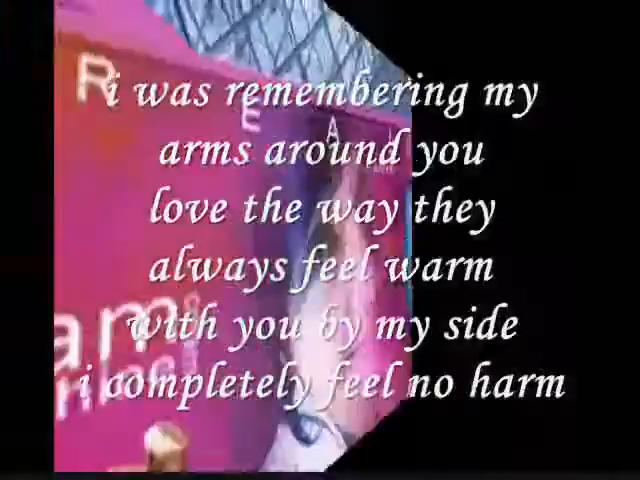 i was remembering my
arms around you
love the way they
always feel warm
with you by my side
i completely feel no harm
R E A L
am